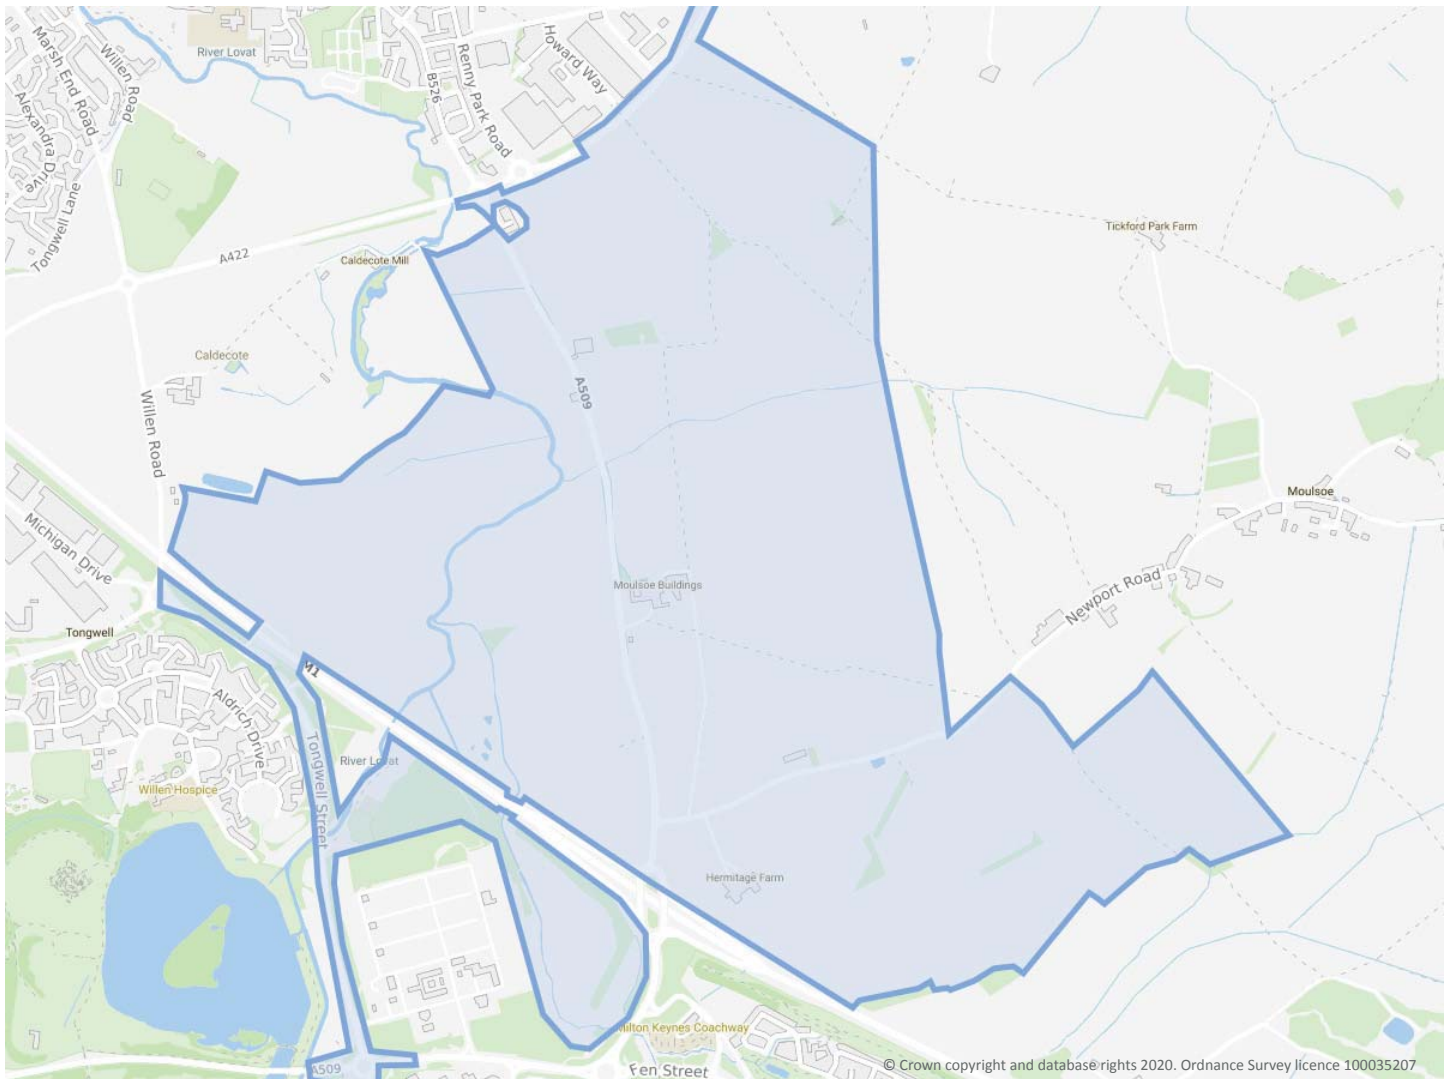 River Lovat
Marsh End Road
Willen Road
Alexandra Drive
Tongwell Lane
B526
Renny Park Road
Howard Way
A422
Caldecote Mill
Tickford Park Farm
Caldecote
A509
Willen Road
Michigan Drive
Moulsoe
Moulsoe Buildings
Newport Road
Tongwell
M1
Aldrich Drive
Tongwell Street
River Lovat
Willen Hospice
Hermitage Farm
Milton Keynes Coachway
A509
Fen Street
© Crown copyright and database rights 2020. Ordnance Survey licence 100035207